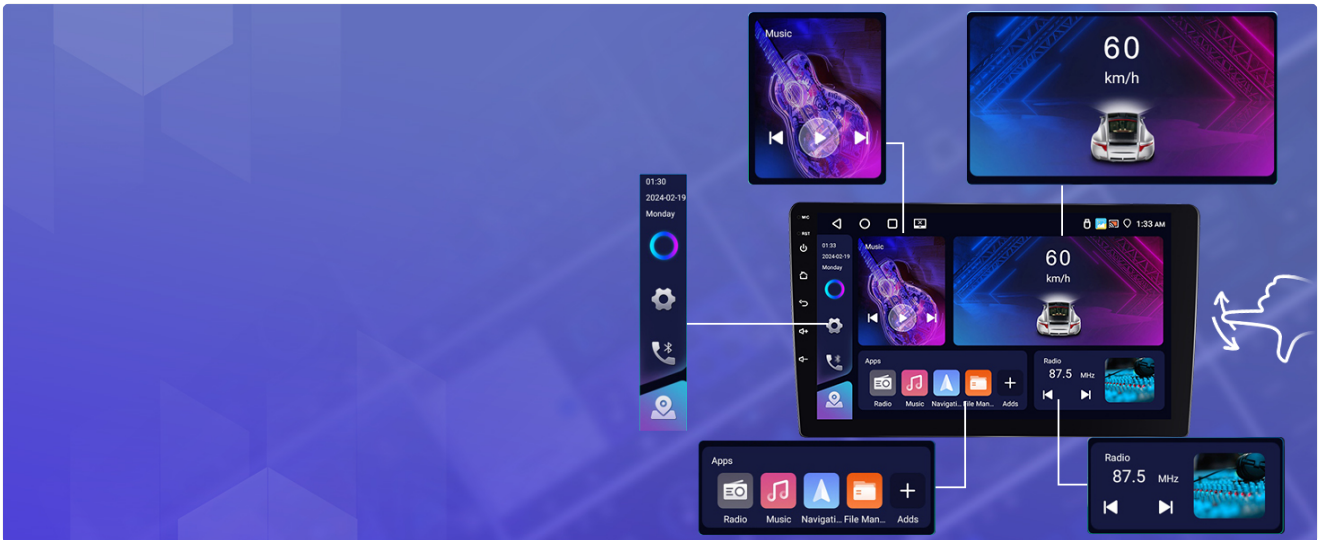 Music
60
km/h
01:30
2024-02-19
Monday
MIC
RST
1:33 AM
01:33
2024-02-19
Monday
Music
60
km/h
Apps
Radio
Music
Navigati..
File Man..
Adds
Radio
87.5 MHz
Apps
Radio
Music
Navigati..
File Man...
Adds
Radio
87.5 MHz